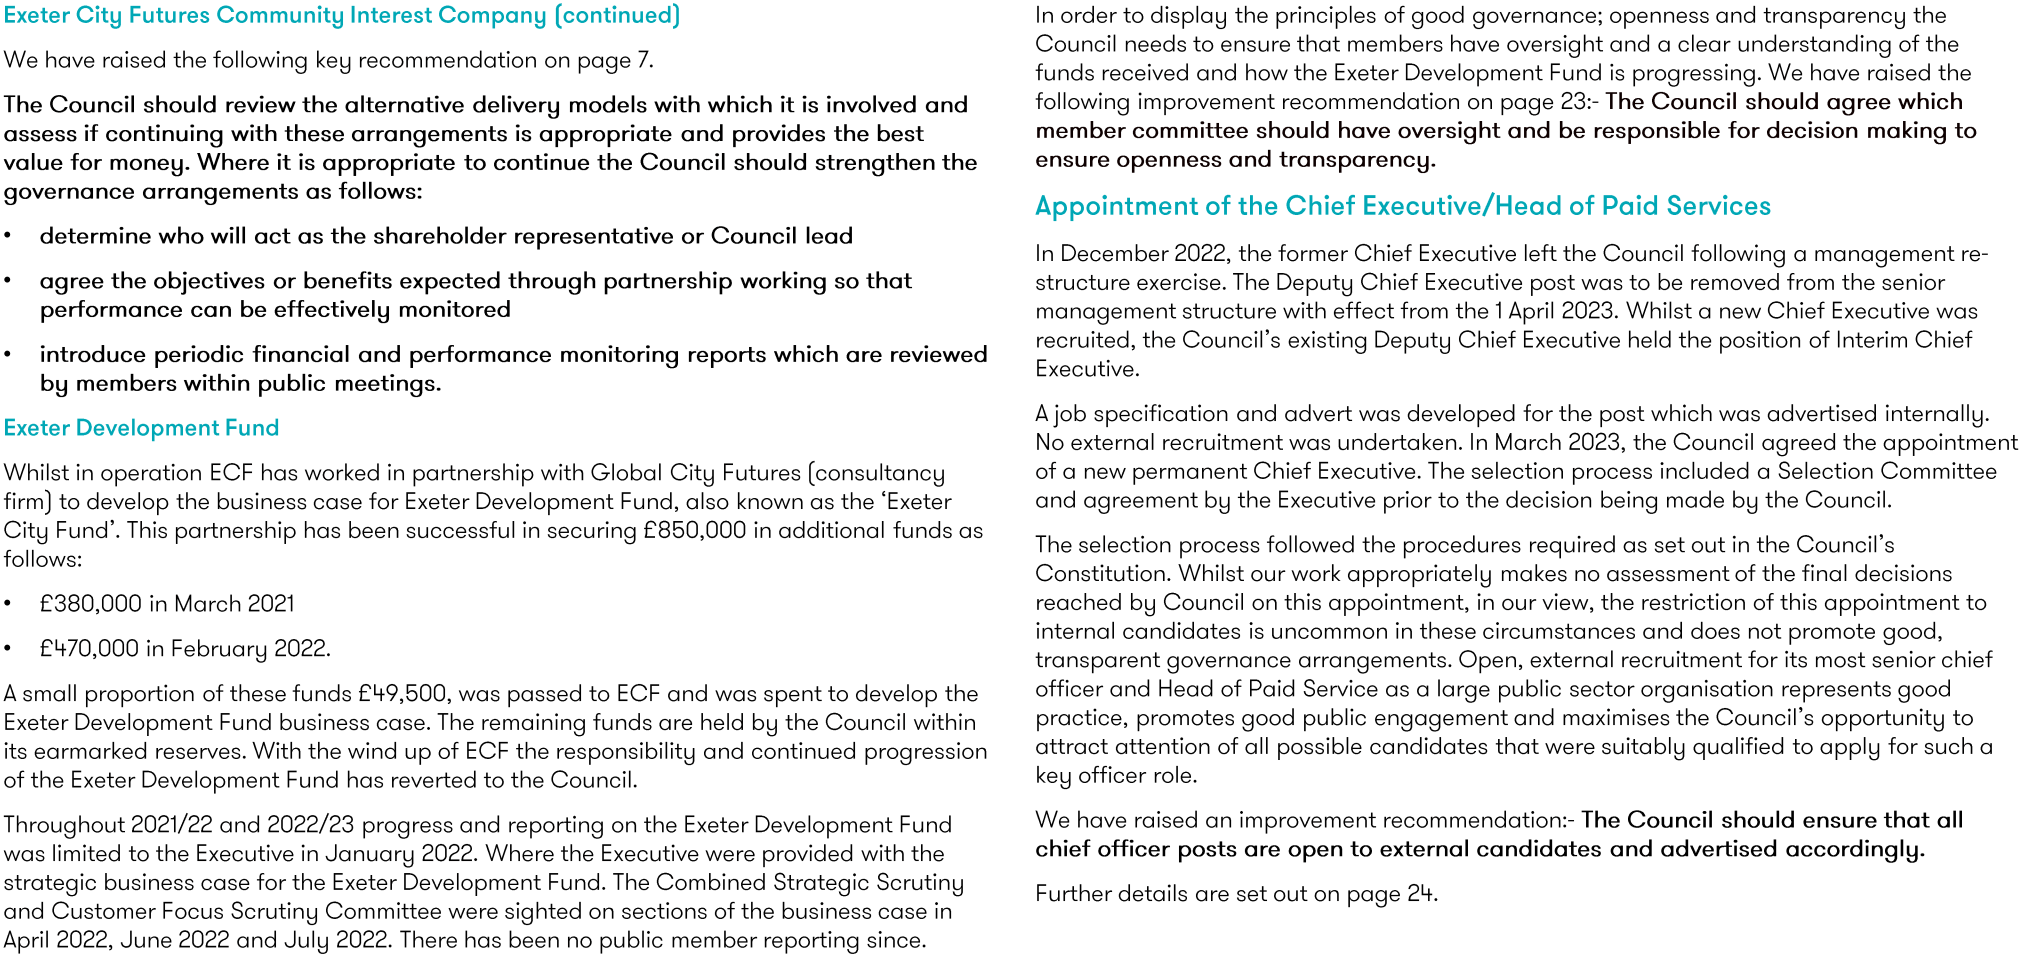 Exeter City Futures Community Interest Company (continued)
We have raised the following key recommendation on page 7.
The Council should review the alternative delivery models with which it is involved and
assess if continuing with these arrangements is appropriate and provides the best
value for money. Where it is appropriate to continue the Council should strengthen the
governance arrangements as follows:
• determine who will act as the shareholder representative or Council lead
• agree the objectives or benefits expected through partnership working so that
performance can be effectively monitored
• introduce periodic financial and performance monitoring reports which are reviewed
by members within public meetings.
Exeter Development Fund
Whilst in operation ECF has worked in partnership with Global City Futures (consultancy
firm) to develop the business case for Exeter Development Fund, also known as the ‘Exeter
City Fund’. This partnership has been successful in securing £850,000 in additional funds as
follows:
• £380,000 in March 2021
• £470,000 in February 2022.
A small proportion of these funds £49,500, was passed to ECF and was spent to develop the
Exeter Development Fund business case. The remaining funds are held by the Council within
its earmarked reserves. With the wind up of ECF the responsibility and continued progression
of the Exeter Development Fund has reverted to the Council.
Throughout 2021/22 and 2022/23 progress and reporting on the Exeter Development Fund
was limited to the Executive in January 2022. Where the Executive were provided with the
strategic business case for the Exeter Development Fund. The Combined Strategic Scrutiny
and Customer Focus Scrutiny Committee were sighted on sections of the business case in
April 2022, June 2022 and July 2022. There has been no public member reporting since.
In order to display the principles of good governance; openness and transparency the
Council needs to ensure that members have oversight and a clear understanding of the
funds received and how the Exeter Development Fund is progressing. We have raised the
following improvement recommendation on page 23:- The Council should agree which
member committee should have oversight and be responsible for decision making to
ensure openness and transparency.
Appointment of the Chief Executive/Head of Paid Services
In December 2022, the former Chief Executive left the Council following a management re-
structure exercise. The Deputy Chief Executive post was to be removed from the senior
management structure with effect from the 1 April 2023. Whilst a new Chief Executive was
recruited, the Council’s existing Deputy Chief Executive held the position of Interim Chief
Executive.
A job specification and advert was developed for the post which was advertised internally.
No external recruitment was undertaken. In March 2023, the Council agreed the appointment
of a new permanent Chief Executive. The selection process included a Selection Committee
and agreement by the Executive prior to the decision being made by the Council.
The selection process followed the procedures required as set out in the Council’s
Constitution. Whilst our work appropriately makes no assessment of the final decisions
reached by Council on this appointment, in our view, the restriction of this appointment to
internal candidates is uncommon in these circumstances and does not promote good,
transparent governance arrangements. Open, external recruitment for its most senior chief
officer and Head of Paid Service as a large public sector organisation represents good
practice, promotes good public engagement and maximises the Council’s opportunity to
attract attention of all possible candidates that were suitably qualified to apply for such a
key officer role.
We have raised an improvement recommendation:- The Council should ensure that all
chief officer posts are open to external candidates and advertised accordingly.
Further details are set out on page 24.